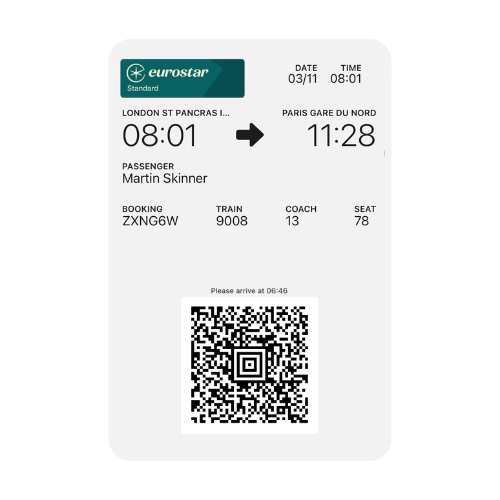 eurostar
Standard
DATE TIME
03/11 08:01
LONDON ST PANCRAS I... PARIS GARE DU NORD
08:01 11:28
PASSENGER
Martin Skinner
BOOKING TRAIN COACH SEAT
ZXNG6W 9008 13 78
Please arrive at 06:46